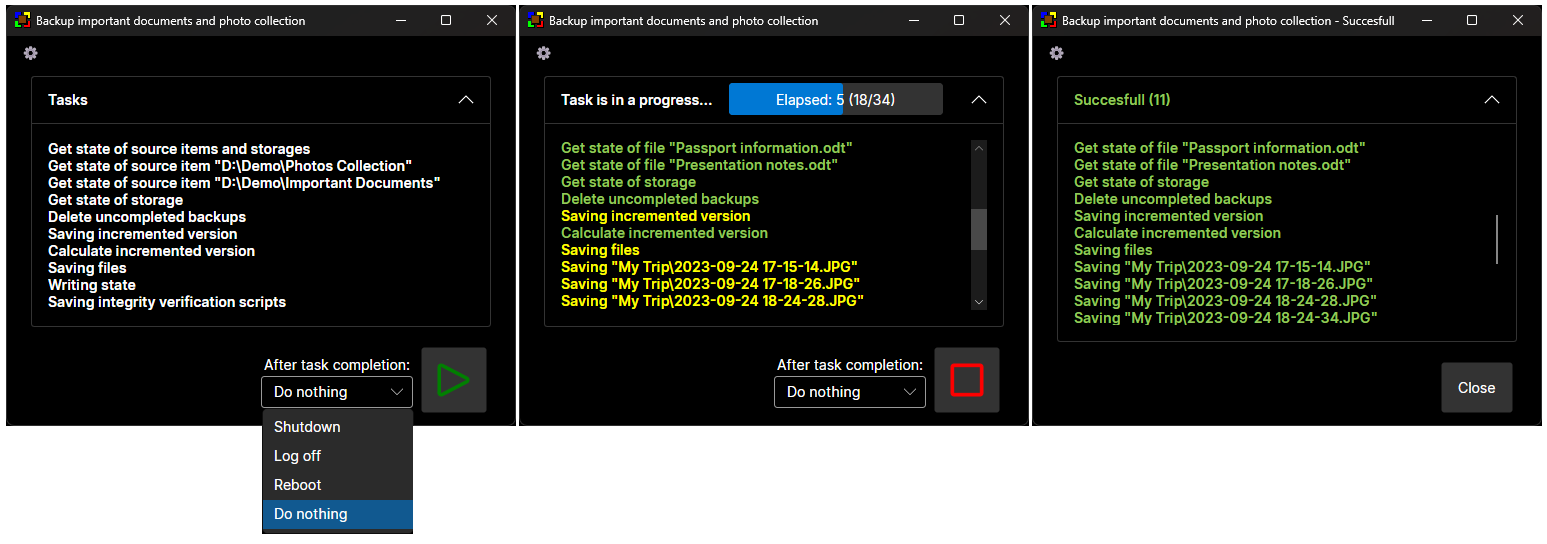 Backup important documents and photo collection
Tasks
Get state of source items and storages
Get state of source item "D:\Demo\Photos Collection"
Get state of source item "D:\Demo\Important Documents"
Get state of storage
Delete uncompleted backups
Saving incremented version
Calculate incremented version
Saving files
Writing state
Saving integrity verification scripts
After task completion:
Do nothing
Shutdown
Log off
Reboot
Do nothing
Backup important documents and photo collection
Task is in a progress...
Elapsed: 5 (18/34)
Get state of file "Passport information.odt"
Get state of file "Presentation notes.odt"
Get state of storage
Delete uncompleted backups
Saving incremented version
Calculate incremented version
Saving files
Saving "My Trip\2023-09-24 17-15-14.JPG"
Saving "My Trip\2023-09-24 17-18-26.JPG"
Saving "My Trip\2023-09-24 18-24-28.JPG"
After task completion:
Do nothing
Backup important documents and photo collection - Succesfull
Succesfull (11)
Get state of file "Passport information.odt"
Get state of file "Presentation notes.odt"
Get state of storage
Delete uncompleted backups
Saving incremented version
Calculate incremented version
Saving files
Saving "My Trip\2023-09-24 17-15-14.JPG"
Saving "My Trip\2023-09-24 17-18-26.JPG"
Saving "My Trip\2023-09-24 18-24-28.JPG"
Saving "My Trip\2023-09-24 18-24-34.JPG"
Close